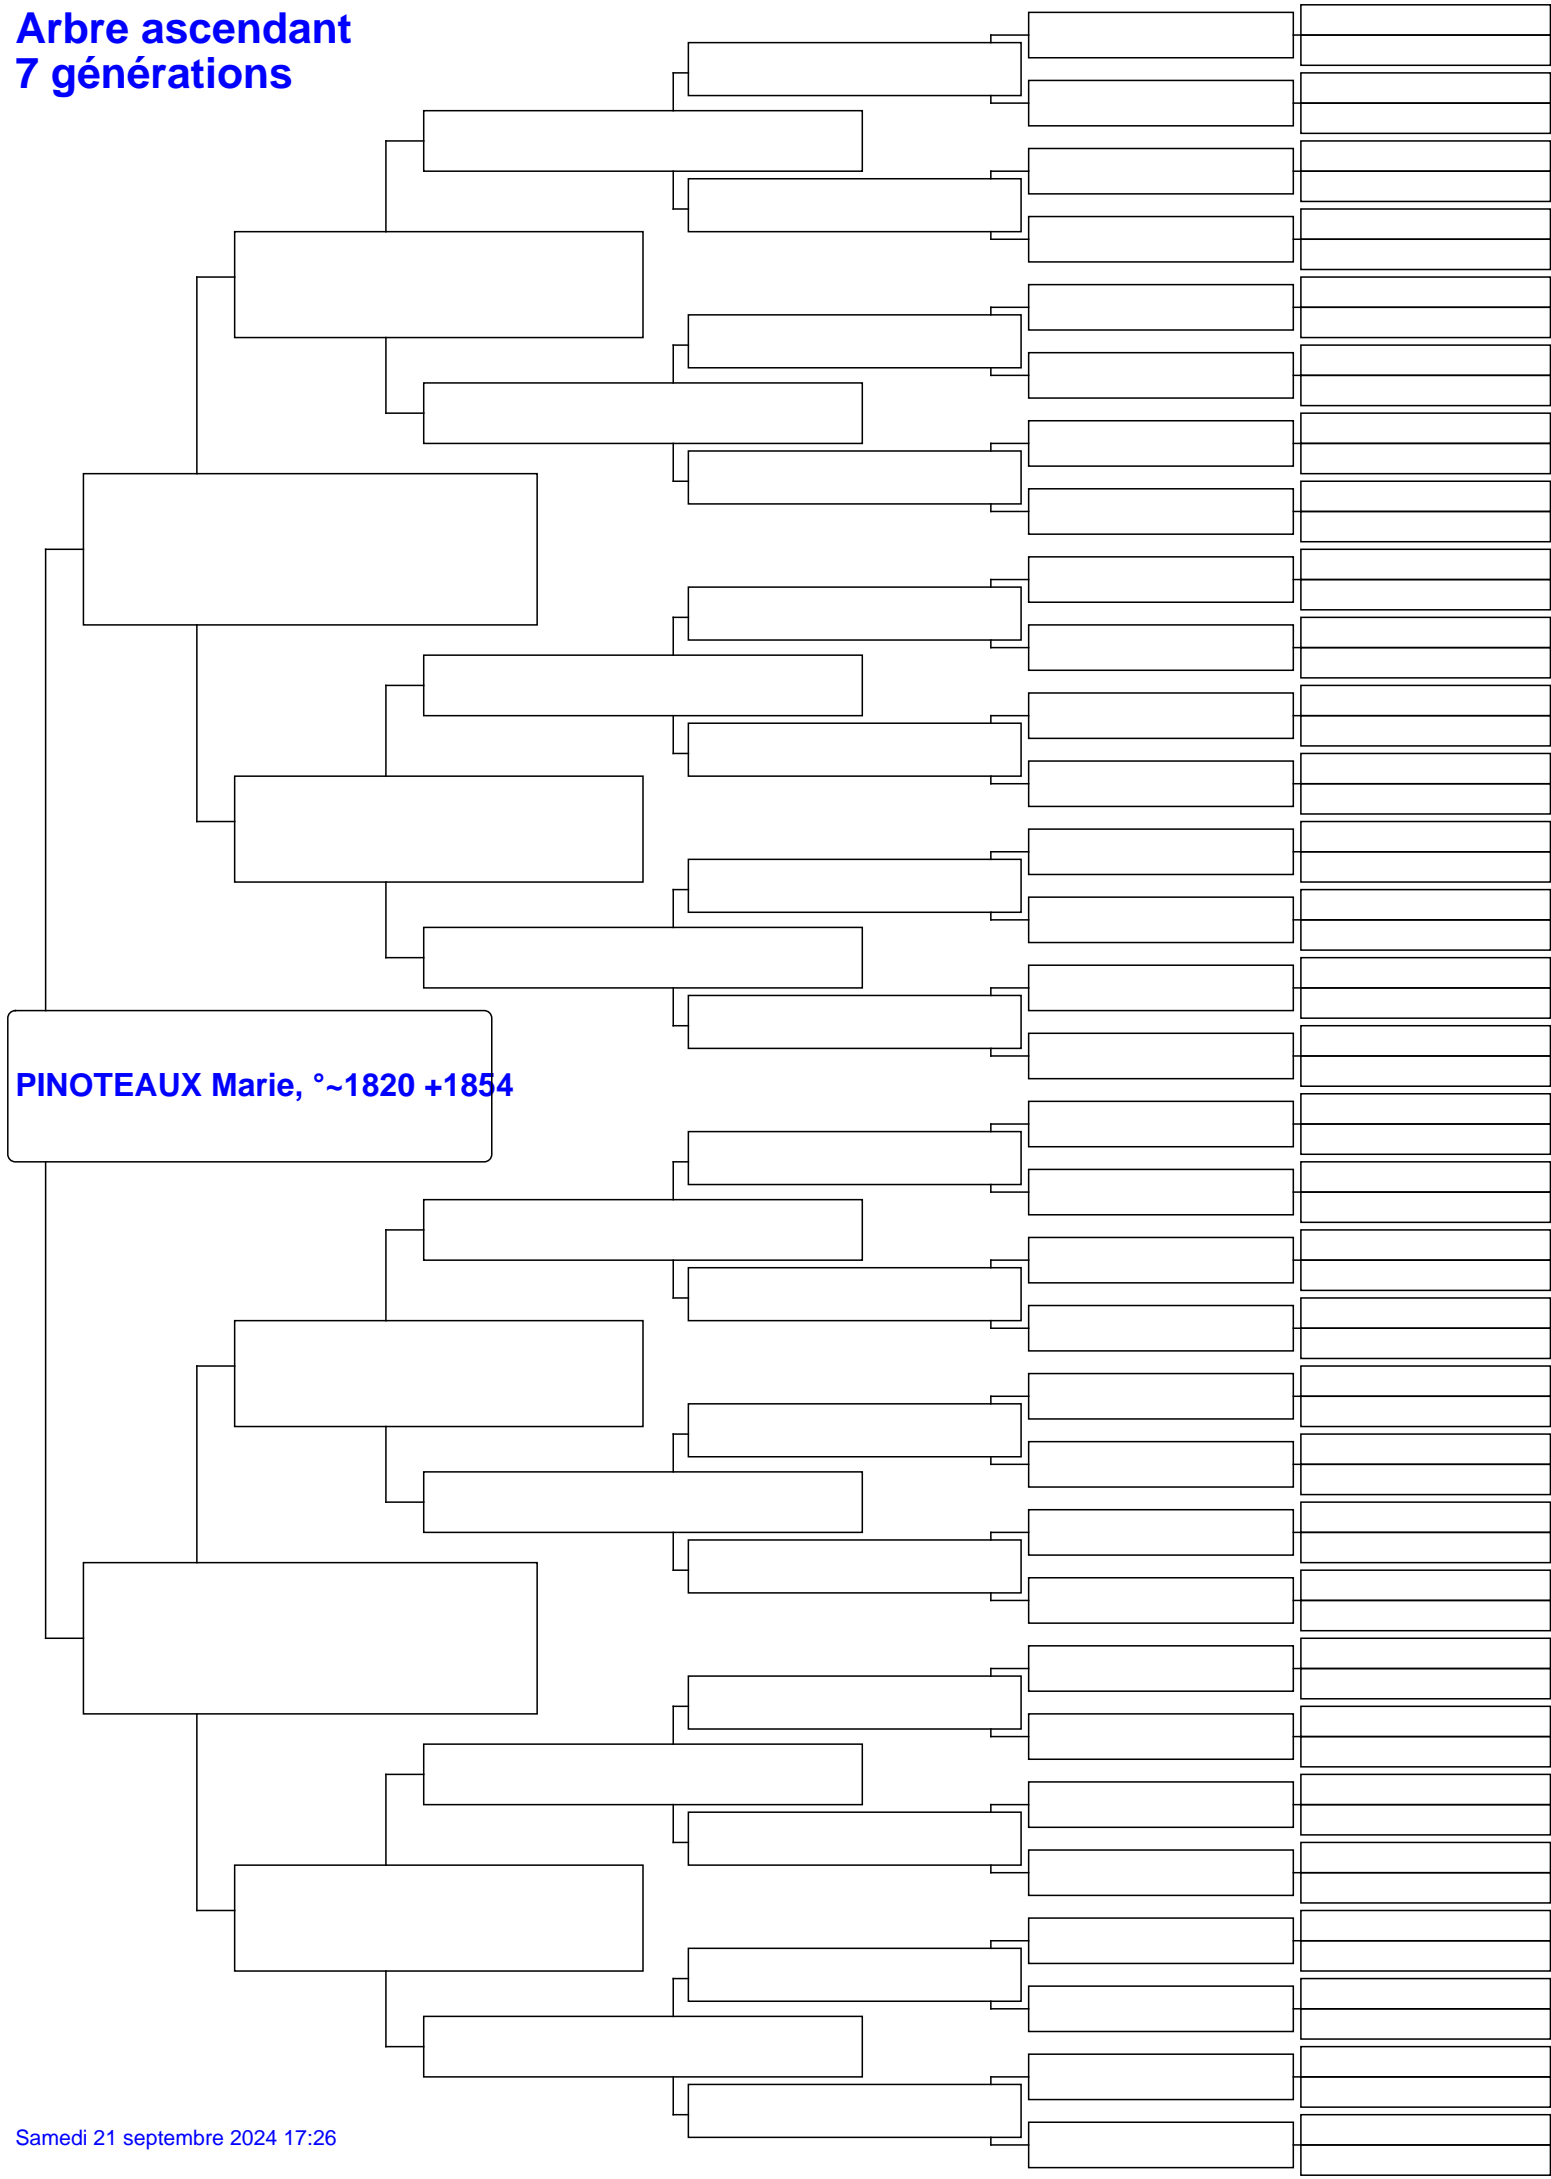 Arbre ascendant
7 générations
PINOTEAUX Marie, °~1820 +1854
Samedi 21 septembre 2024 17:26